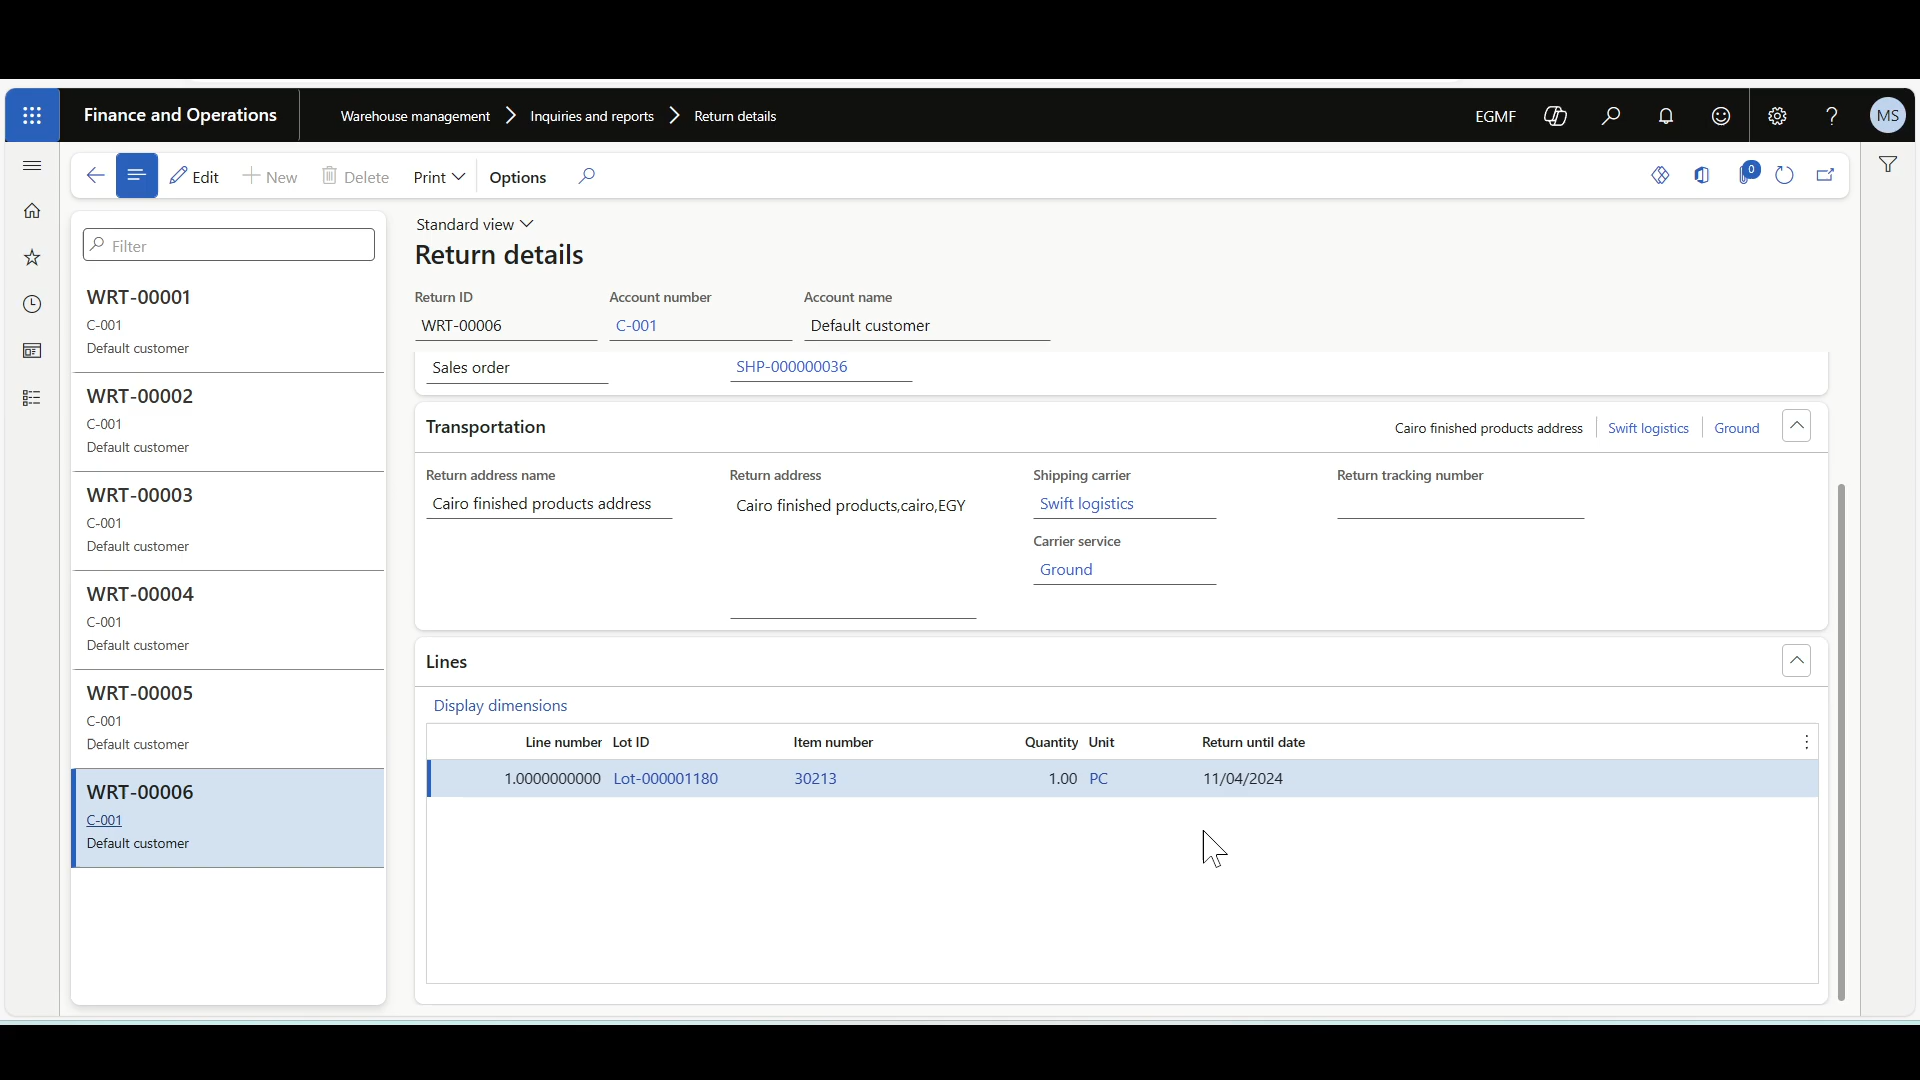 Finance and Operations
Warehouse management > Inquiries and reports > Return details
EGMF
? MS
Edit New Delete Print Options
0
Filter
WRT-00001
C-001
Default customer
WRT-00002
C-001
Default customer
WRT-00003
C-001
Default customer
WRT-00004
C-001
Default customer
WRT-00005
C-001
Default customer
WRT-00006
C-001
Default customer
Standard view
Return details
Return ID Account number Account name
WRT-00006 C-001 Default customer
Sales order SHP-000000036
Transportation Cairo finished products address Swift logistics Ground
Return address name Return address Shipping carrier Return tracking number
Cairo finished products address Cairo finished products,cairo,EGY Swift logistics
Carrier service
Ground
Lines
Display dimensions
Line number Lot ID Item number Quantity Unit Return until date
1.0000000000 Lot-000001180 30213 1.00 PC 11/04/2024